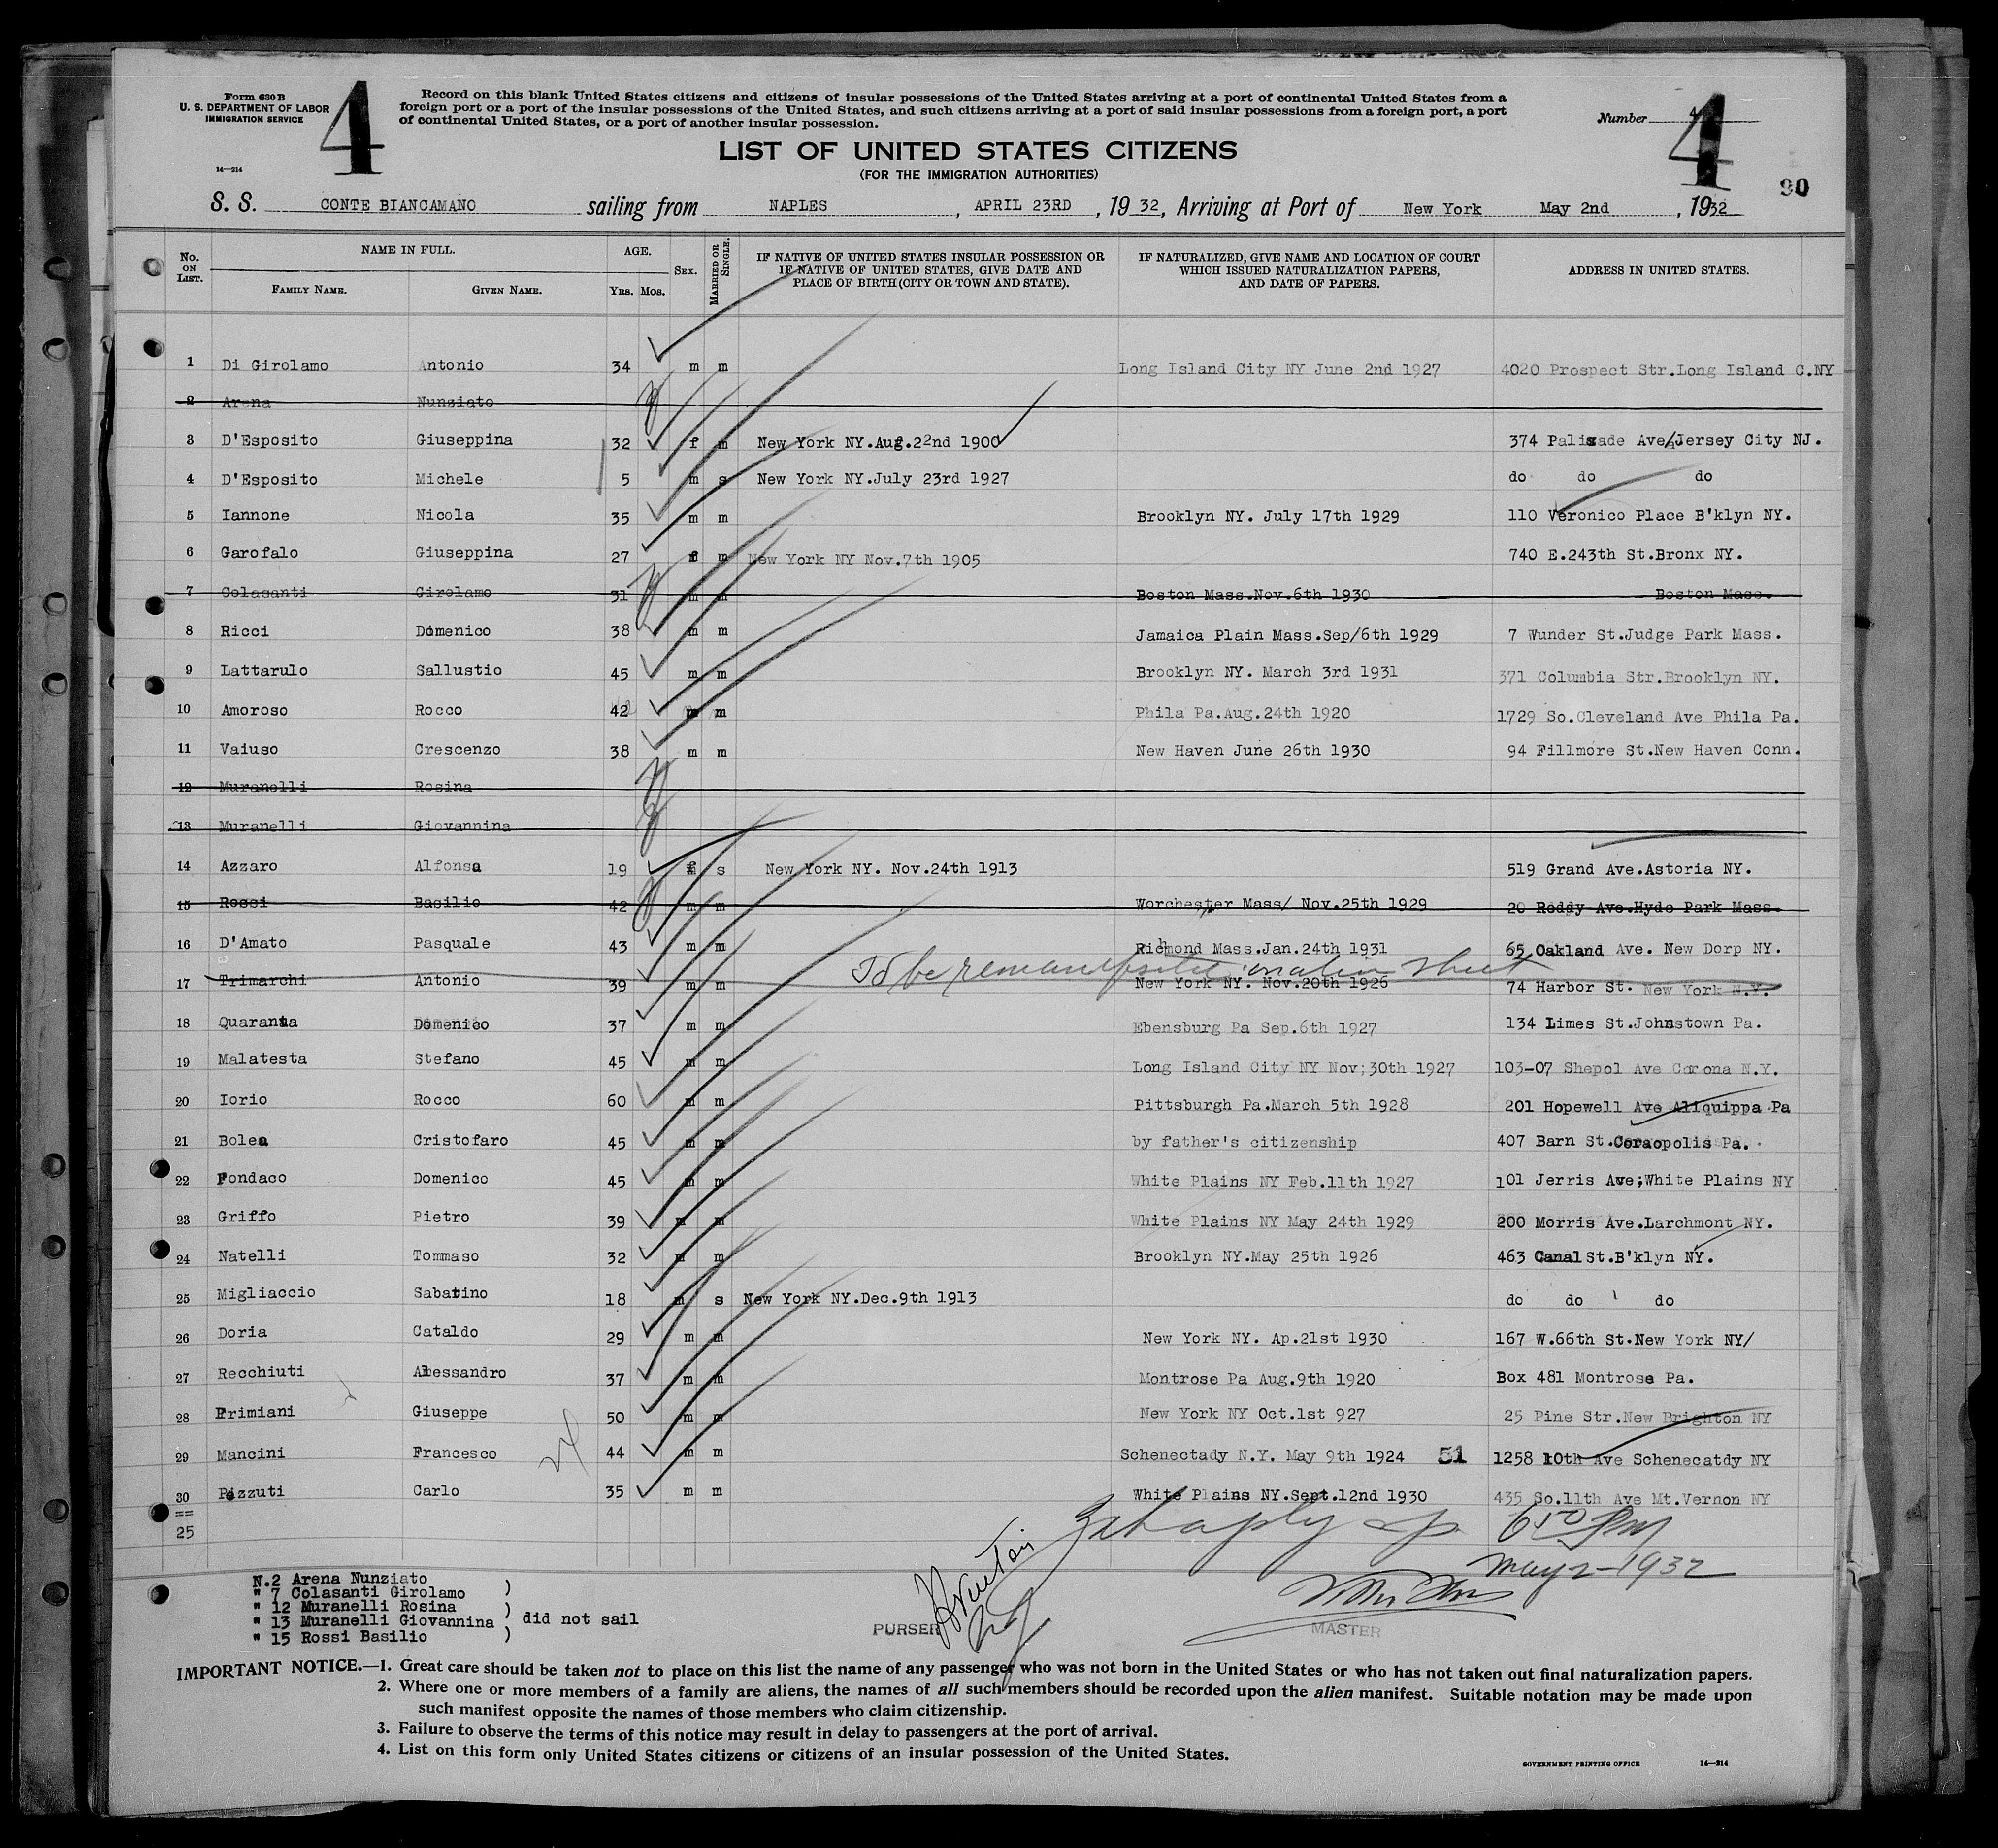 Form 630 B
U. S. DEPARTMENT OF LABOR
IMMIGRATION SERVICE
14—214
4
Record on this blank United States citizens and citizens of insular possessions of the United States arriving at a port of continental United States from a
foreign port or a port of the insular possessions of the United States, and such citizens arriving at a port of said insular possessions from a foreign port, a port
of continental United States, or a port of another insular possession.
Number 4
4
90
LIST OF UNITED STATES CITIZENS
(FOR THE IMMIGRATION AUTHORITIES)
S. S. CONTE BIANCAMANO sailing from NAPLES, APRIL 23RD, 1932, Arriving at Port of New York May 2nd, 1932
No. ON LIST. NAME IN FULL. AGE. SEX. MARRIED OR SINGLE. IF NATIVE OF UNITED STATES INSULAR POSSESSION OR IF NATIVE OF UNITED STATES, GIVE DATE AND PLACE OF BIRTH (CITY OR TOWN AND STATE). IF NATURALIZED, GIVE NAME AND LOCATION OF COURT WHICH ISSUED NATURALIZATION PAPERS, AND DATE OF PAPERS. ADDRESS IN UNITED STATES.
FAMILY NAME. GIVEN NAME. YRS. MOS.
1 Di Girolamo Antonio 34 m m Long Island City NY June 2nd 1927 4020 Prospect Str.Long Island C.NY
2 Arena Nunziato
3 D'Esposito Giuseppina 32 f m New York NY.Aug.22nd 1900 374 Palisade Ave/Jersey City NJ.
4 D'Esposito Michele 5 m s New York NY.July 23rd 1927 do do do
5 Iannone Nicola 35 m m Brooklyn NY. July 17th 1929 110 Veronico Place B'klyn NY.
6 Garofalo Giuseppina 27 f m New York NY Nov.7th 1905 740 E.243th St.Bronx NY.
7 Colasanti Girolamo 31 m m Boston Mass.Nov.6th 1930 Boston Mass.
8 Ricci Domenico 38 m m Jamaica Plain Mass.Sep/6th 1929 7 Wunder St.Judge Park Mass.
9 Lattarulo Sallustio 45 m m Brooklyn NY. March 3rd 1931 371 Columbia Str.Brooklyn NY.
10 Amoroso Rocco 42 m m Phila Pa.Aug.24th 1920 1729 So.Cleveland Ave Phila Pa.
11 Vaiuso Crescenzo 38 m m New Haven June 26th 1930 94 Fillmore St.New Haven Conn.
12 Muranelli Rosina
13 Muranelli Giovannina
14 Azzaro Alfonsa 19 f s New York NY. Nov.24th 1913 519 Grand Ave.Astoria NY.
15 Rossi Basilio 42 m m Worchester Mass/ Nov.25th 1929 20 Reddy Ave.Hyde Park Mass.
16 D'Amato Pasquale 43 m m Richmond Mass.Jan.24th 1931 65 Oakland Ave. New Dorp NY.
To be sheet
17 Trimarchi Antonio 39 m m New York NY. Nov.20th 1926 74 Harbor St. New York N.Y.
18 Quaranta Domenico 37 m m Ebensburg Pa Sep.6th 1927 134 Limes St.Johnstown Pa.
19 Malatesta Stefano 45 m m Long Island City NY Nov;30th 1927 103-07 Shepol Ave Corona N.Y.
20 Iorio Rocco 60 m m Pittsburgh Pa.March 5th 1928 201 Hopewell Ave Aliquippa Pa
21 Bolea Cristofaro 45 m m by father's citizenship 407 Barn St.Coraopolis Pa.
22 Fondaco Domenico 45 m m White Plains NY Feb.11th 1927 101 Jerris Ave;White Plains NY
23 Griffo Pietro 39 m m White Plains NY May 24th 1929 200 Morris Ave.Larchmont NY.
24 Natelli Tommaso 32 m m Brooklyn NY.May 25th 1926 463 Canal St.B'klyn NY.
25 Migliaccio Sabatino 18 m s New York NY.Dec.9th 1913 do do do
26 Doria Cataldo 29 m m New York NY. Ap.21st 1930 167 W.66th St.New York NY/
27 Recchiuti Alessandro 37 m m Montrose Pa Aug.9th 1920 Box 481 Montrose Pa.
28 Frimiani Giuseppe 50 m m New York NY Oct.1st 927 25 Pine Str.New Brighton NY
29 Mancini Francesco 44 m m Schenectady N.Y. May 9th 1924 51 1258 10th Ave Schenecatdy NY
30 Pizzuti Carlo 35 m m White Plains NY.Sept.12nd 1930 435 So.11th Ave Mt.Vernon NY
==
25
650 Pm
May 2-1932
N.2 Arena Nunziato )
" 7 Colasanti Girolamo )
" 12 Muranelli Rosina )
" 13 Muranelli Giovannina ) did not sail
" 15 Rossi Basilio )
PURSER
MASTER
IMPORTANT NOTICE.—1. Great care should be taken not to place on this list the name of any passenger who was not born in the United States or who has not taken out final naturalization papers.
2. Where one or more members of a family are aliens, the names of all such members should be recorded upon the alien manifest. Suitable notation may be made upon
such manifest opposite the names of those members who claim citizenship.
3. Failure to observe the terms of this notice may result in delay to passengers at the port of arrival.
4. List on this form only United States citizens or citizens of an insular possession of the United States.
GOVERNMENT PRINTING OFFICE 14—214